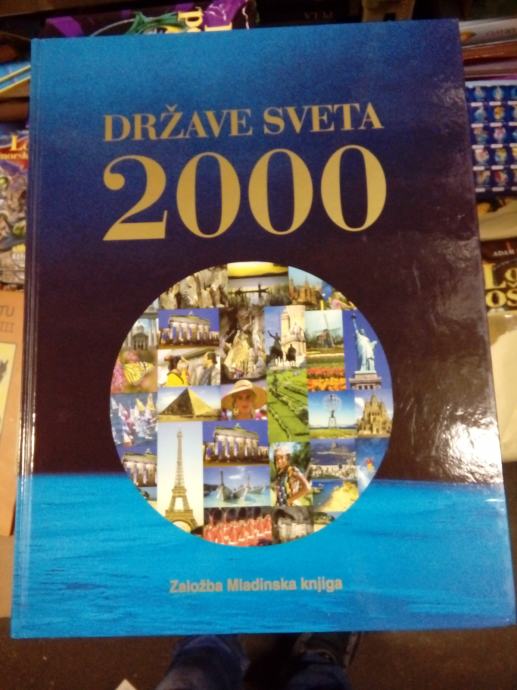 DRŽAVE SVETA
2000
Založba Mladinska knjiga